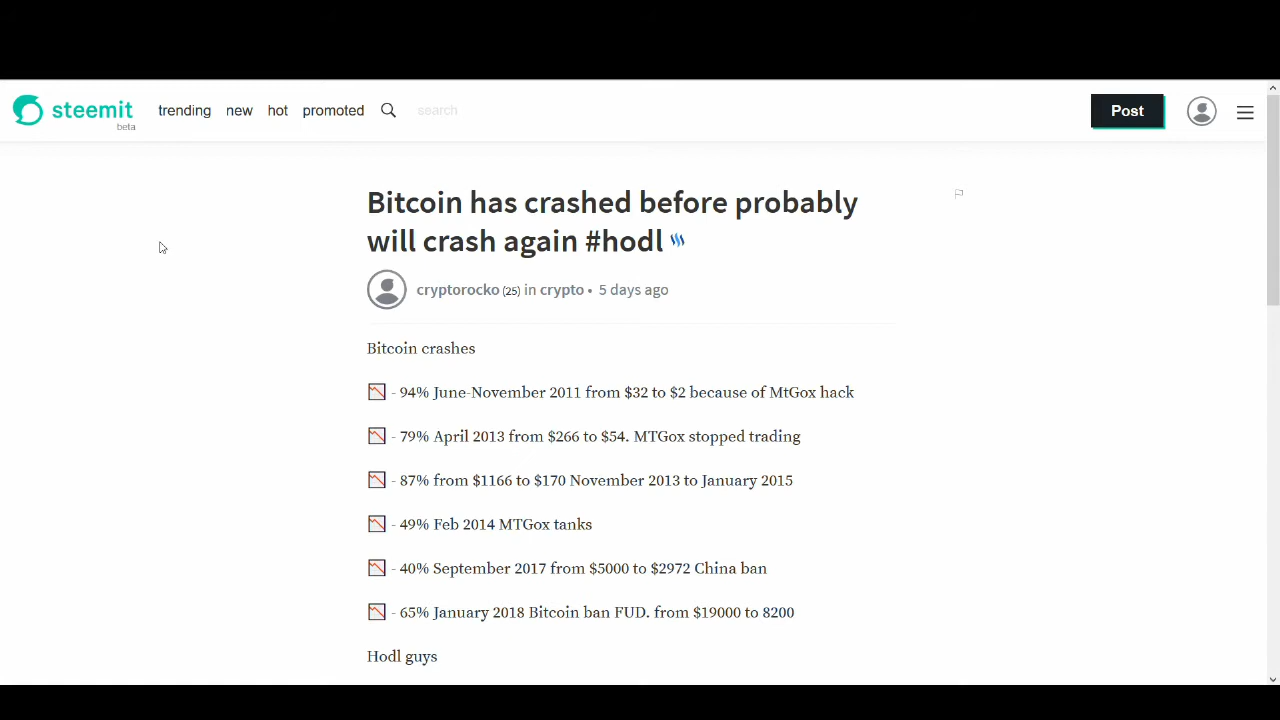 steemit
beta
trending new hot promoted search
Post
Bitcoin has crashed before probably
will crash again #hodl
cryptorocko (25) in crypto • 5 days ago
Bitcoin crashes
- 94% June-November 2011 from $32 to $2 because of MtGox hack
- 79% April 2013 from $266 to $54. MTGox stopped trading
- 87% from $1166 to $170 November 2013 to January 2015
- 49% Feb 2014 MTGox tanks
- 40% September 2017 from $5000 to $2972 China ban
- 65% January 2018 Bitcoin ban FUD. from $19000 to 8200
Hodl guys